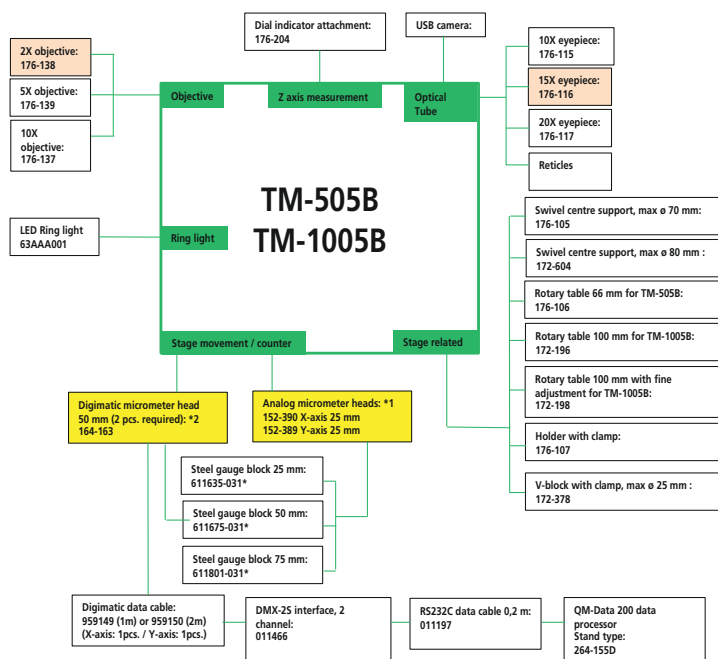 Dial indicator attachment:
176-204
USB camera:
2X objective:
176-138
5X objective:
176-139
10X
objective:
176-137
10X eyepiece:
176-115
15X eyepiece:
176-116
20X eyepiece:
176-117
Reticles
Objective
Z axis measurement
Optical
Tube
TM-505B
TM-1005B
LED Ring light
63AAA001
Ring light
Stage movement / counter
Stage related
Swivel centre support, max ø 70 mm:
176-105
Swivel centre support, max ø 80 mm :
172-604
Rotary table 66 mm for TM-505B:
176-106
Rotary table 100 mm for TM-1005B:
172-196
Rotary table 100 mm with fine
adjustment for TM-1005B:
172-198
Holder with clamp:
176-107
V-block with clamp, max ø 25 mm :
172-378
Digimatic micrometer head
50 mm (2 pcs. required): *2
164-163
Analog micrometer heads: *1
152-390 X-axis 25 mm
152-389 Y-axis 25 mm
Steel gauge block 25 mm:
611635-031*
Steel gauge block 50 mm:
611675-031*
Steel gauge block 75 mm:
611801-031*
Digimatic data cable:
959149 (1m) or 959150 (2m)
(X-axis: 1pcs. / Y-axis: 1pcs.)
DMX-2S interface, 2
channel:
011466
RS232C data cable 0,2 m:
011197
QM-Data 200 data
processor
Stand type:
264-155D